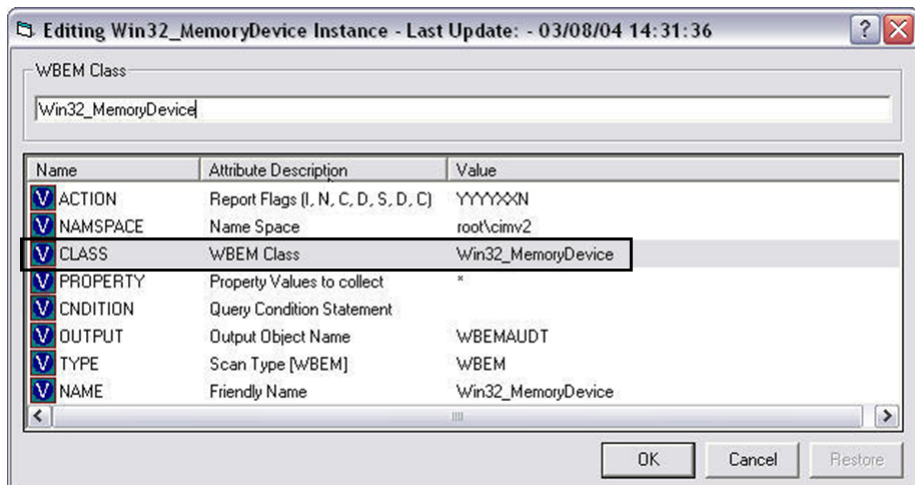 Editing Win32_MemoryDevice Instance - Last Update: - 03/08/04 14:31:36
WBEM Class
Win32_MemoryDevice
Name Attribute Description Value
V ACTION Report Flags (I, N, C, D, S, D, C) YYYYXXN
V NAMSPACE Name Space root\cimv2
V CLASS WBEM Class Win32_MemoryDevice
V PROPERTY Property Values to collect *
V CNDITION Query Condition Statement
V OUTPUT Output Object Name WBEMAUDT
V TYPE Scan Type [WBEM] WBEM
V NAME Friendly Name Win32_MemoryDevice
OK Cancel Restore